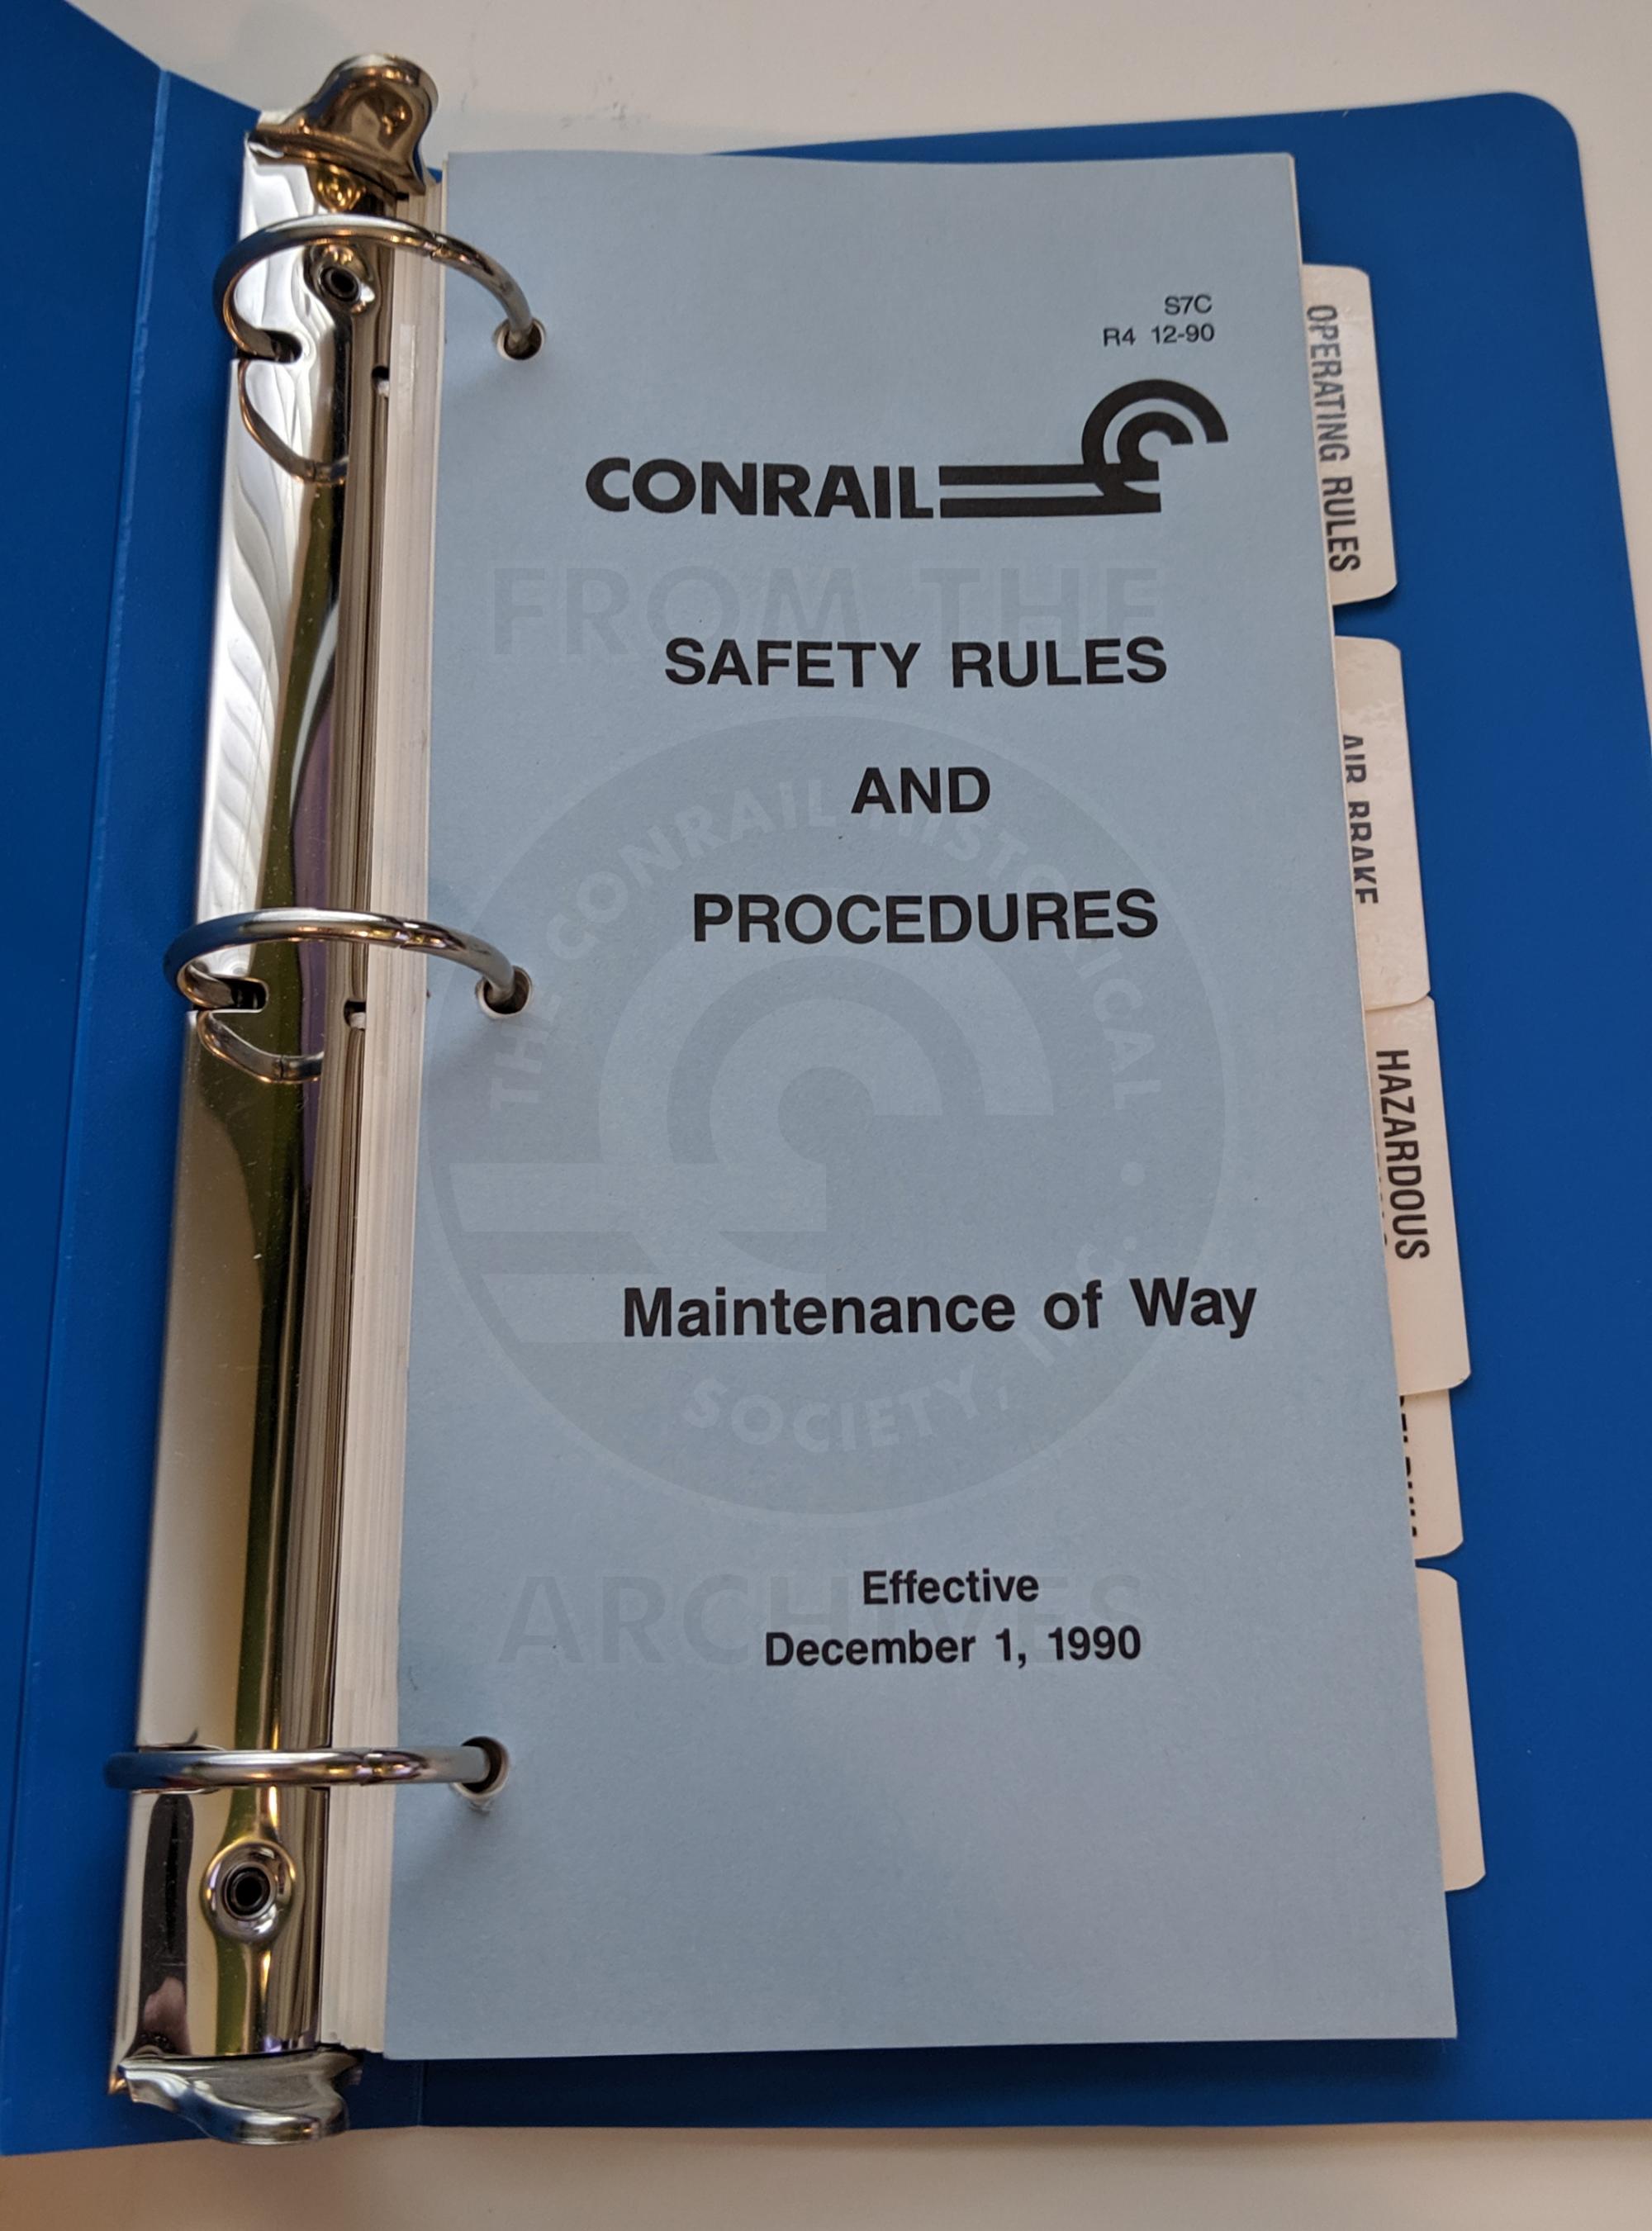 S7C
R4 12-90
CONRAIL
SAFETY RULES
AND
PROCEDURES
Maintenance of Way
Effective
December 1, 1990
OPERATING RULES
AIR BRAKE
HAZARDOUS
FROM THE
THE CONRAIL HISTORICAL
SOCIETY, INC.
ARCHIVES